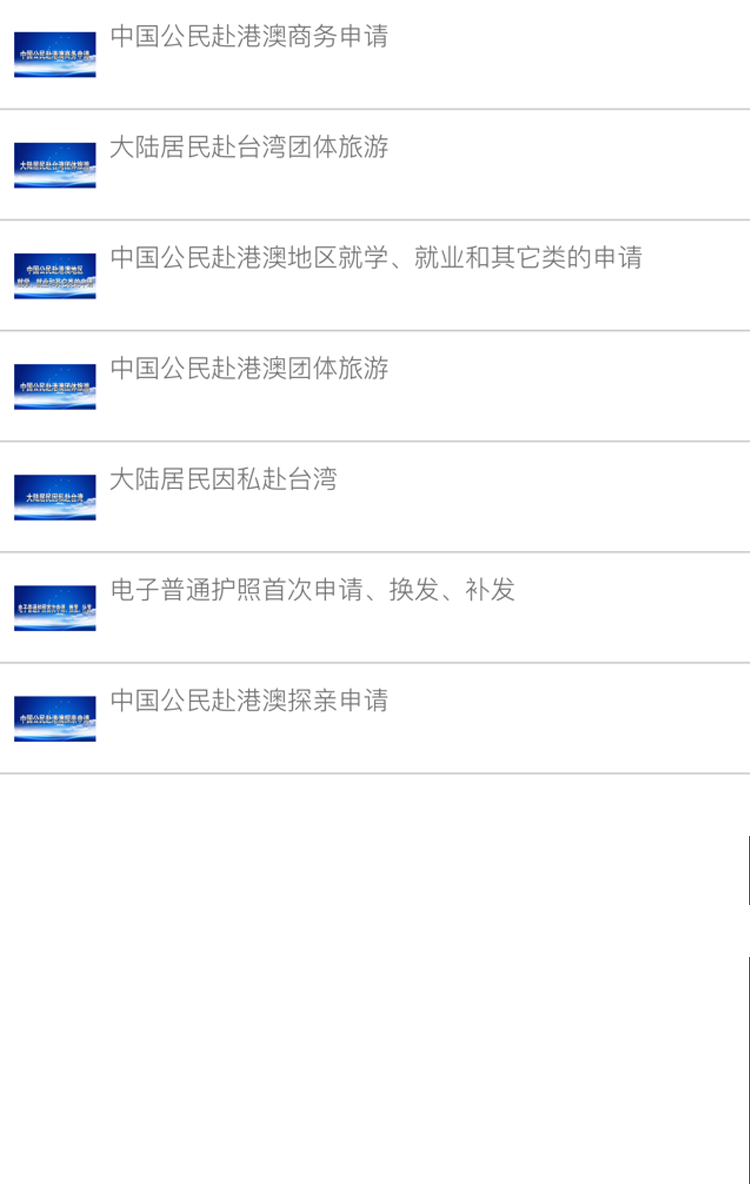 中国公民赴港澳商务申请
中国公民赴港澳商务申请
大陆居民赴台湾团体旅游
大陆居民赴台湾团体旅游
中国公民赴港澳地区就学、就业和其它类的申请
中国公民赴港澳地区
就学、就业和其它类的申请
中国公民赴港澳团体旅游
中国公民赴港澳团体旅游
大陆居民因私赴台湾
大陆居民因私赴台湾
电子普通护照首次申请、换发、补发
电子普通护照首次申请、换发、补发
中国公民赴港澳探亲申请
中国公民赴港澳探亲申请